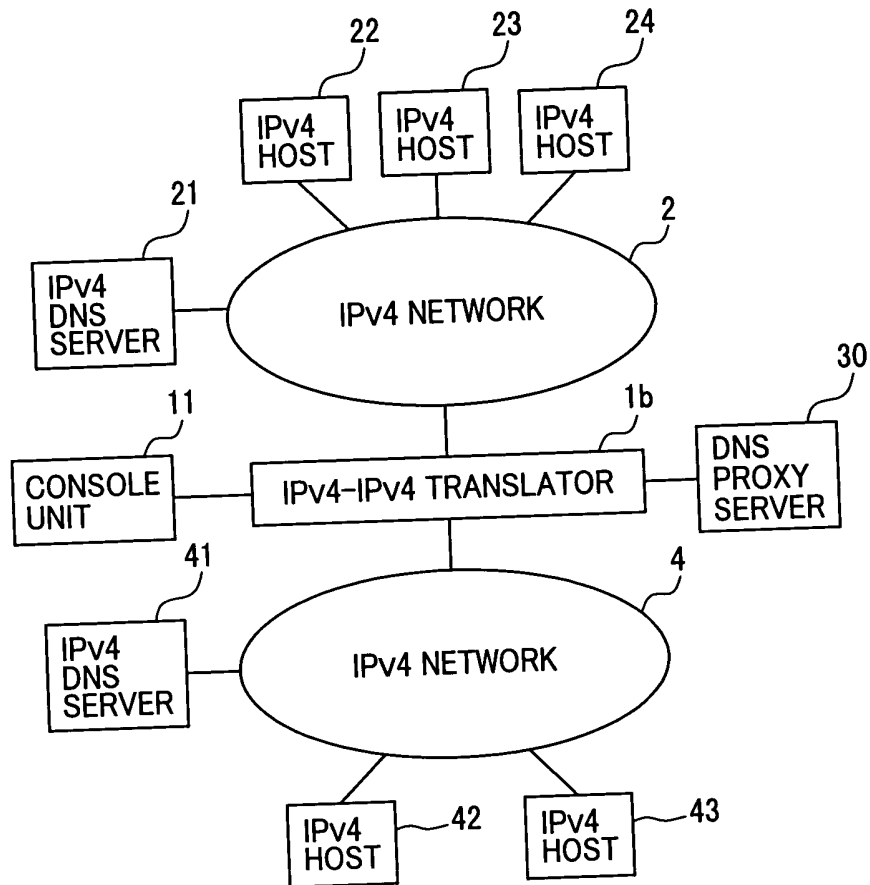 22
23
24
IPv4
HOST
IPv4
HOST
IPv4
HOST
21
2
IPv4
DNS
SERVER
IPv4 NETWORK
11
1b
30
CONSOLE
UNIT
IPv4-IPv4 TRANSLATOR
DNS
PROXY
SERVER
41
4
IPv4
DNS
SERVER
IPv4 NETWORK
IPv4
HOST
42
IPv4
HOST
43